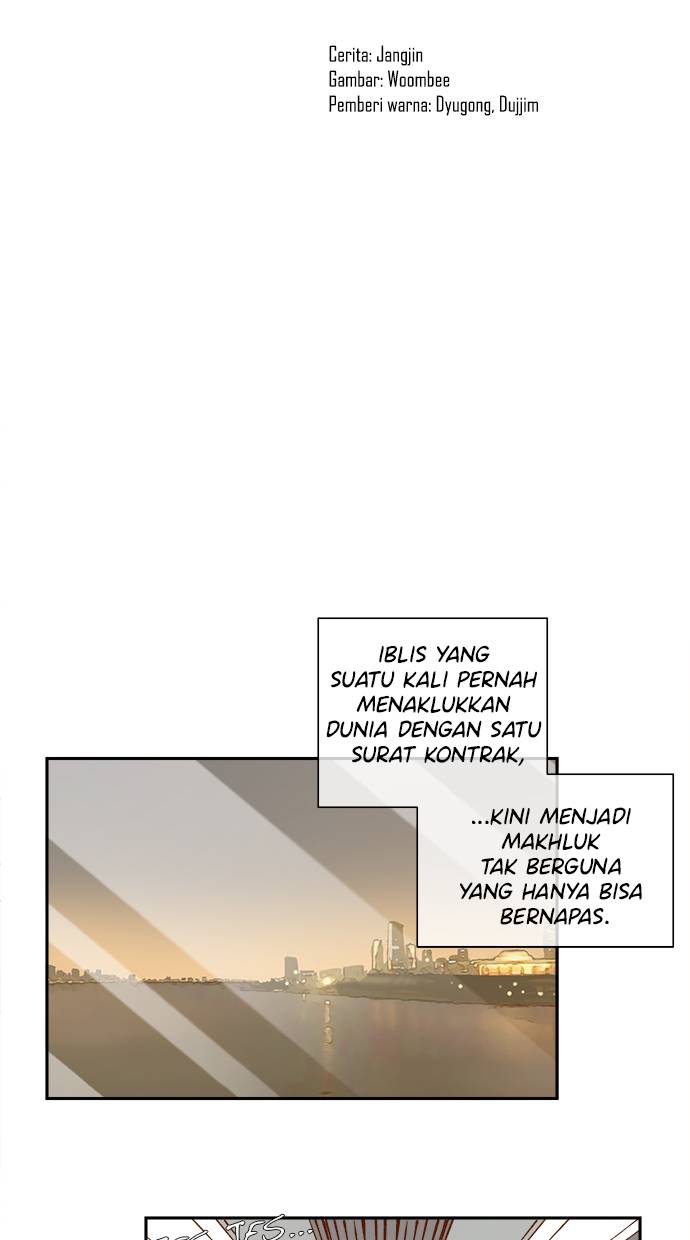 Cerita: Jangjin
Gambar: Woombee
Pemberi warna: Dyugong, Dujjim
IBLIS YANG
SUATU KALI PERNAH
MENAKLUKKAN
DUNIA DENGAN SATU
SURAT KONTRAK,
...KINI MENJADI
MAKHLUK
TAK BERGUNA
YANG HANYA BISA
BERNAPAS.
TES...